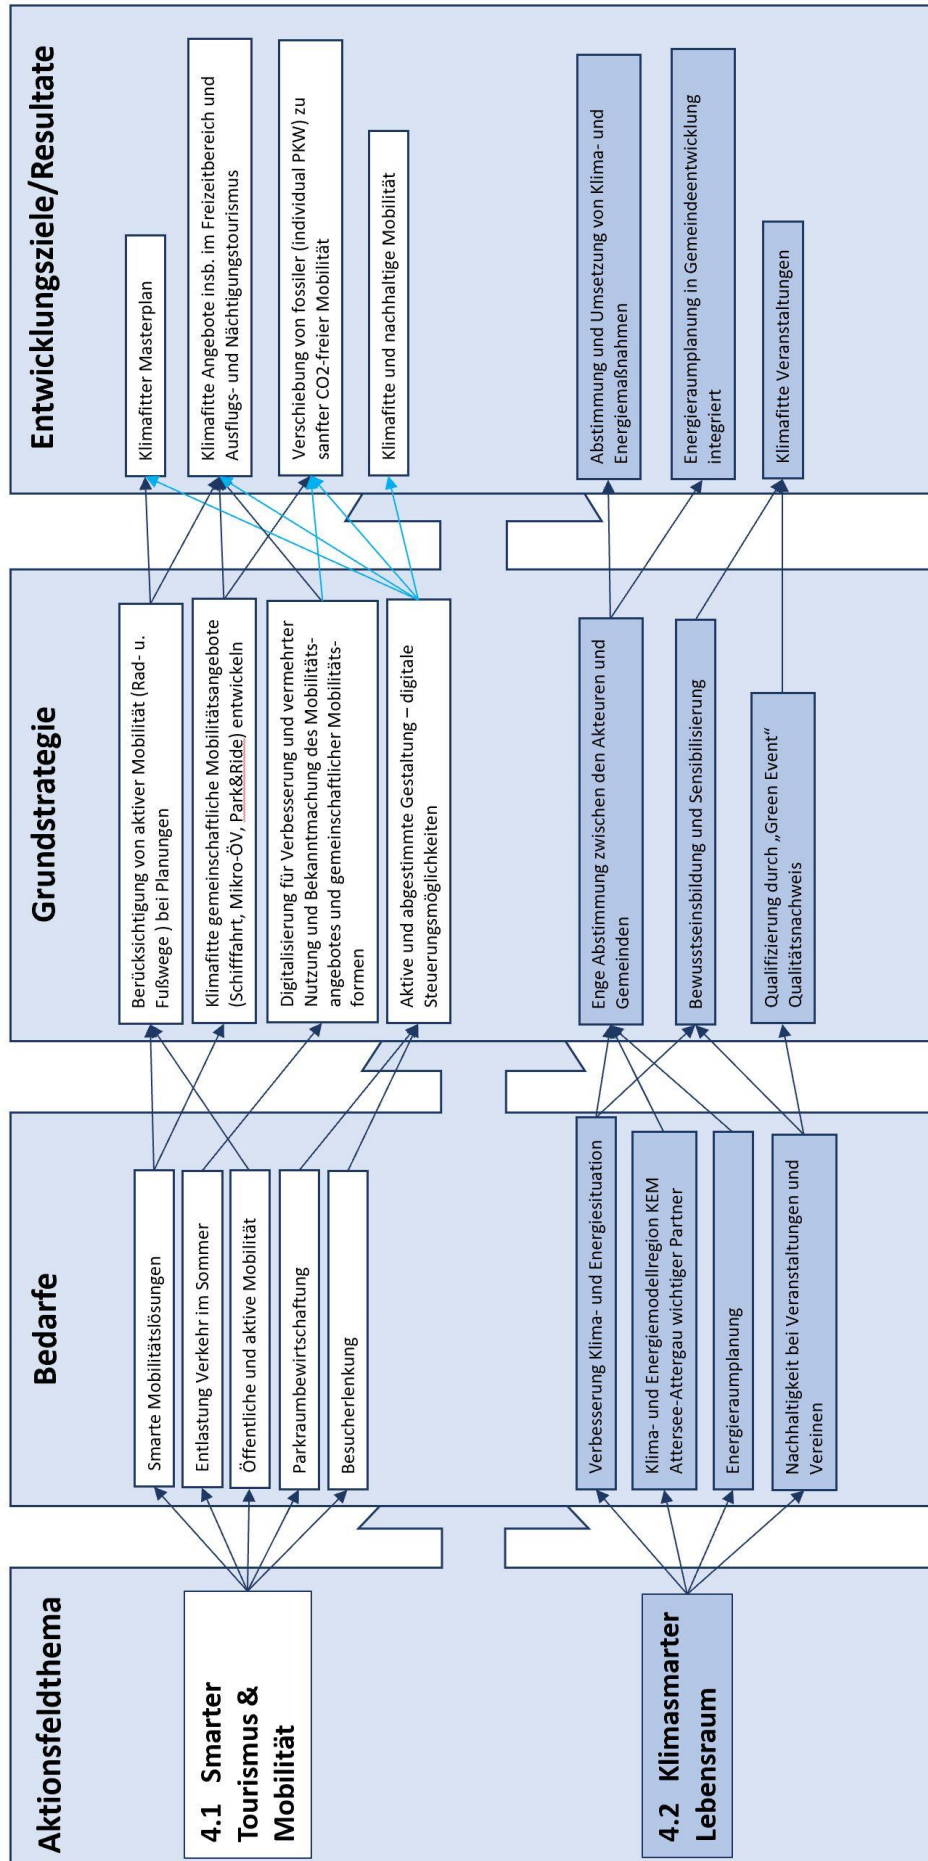 Aktionsfeldthema
4.1 Smarter
Tourismus &
Mobilität
4.2 Klimasmarter
Lebensraum
Bedarfe
Smarte Mobilitätslösungen
Entlastung Verkehr im Sommer
Öffentliche und aktive Mobilität
Parkraumbewirtschaftung
Besucherlenkung
Verbesserung Klima- und Energiesituation
Klima- und Energiemodellregion KEM
Attersee-Attergau wichtiger Partner
Energieraumplanung
Nachhaltigkeit bei Veranstaltungen und
Vereinen
Grundstrategie
Berücksichtigung von aktiver Mobilität (Rad- u.
Fußwege ) bei Planungen
Klimafitte gemeinschaftliche Mobilitätsangebote
(Schifffahrt, Mikro-ÖV, Park&Ride) entwickeln
Digitalisierung für Verbesserung und vermehrter
Nutzung und Bekanntmachung des Mobilitäts-
angebotes und gemeinschaftlicher Mobilitäts-
formen
Aktive und abgestimmte Gestaltung – digitale
Steuerungsmöglichkeiten
Enge Abstimmung zwischen den Akteuren und
Gemeinden
Bewusstseinsbildung und Sensibilisierung
Qualifizierung durch „Green Event“
Qualitätsnachweis
Entwicklungsziele/Resultate
Klimafitter Masterplan
Klimafitte Angebote insb. im Freizeitbereich und
Ausflugs- und Nächtigungstourismus
Verschiebung von fossiler (individual PKW) zu
sanfter CO2-freier Mobilität
Klimafitte und nachhaltige Mobilität
Abstimmung und Umsetzung von Klima- und
Energiemaßnahmen
Energieraumplanung in Gemeindeentwicklung
integriert
Klimafitte Veranstaltungen